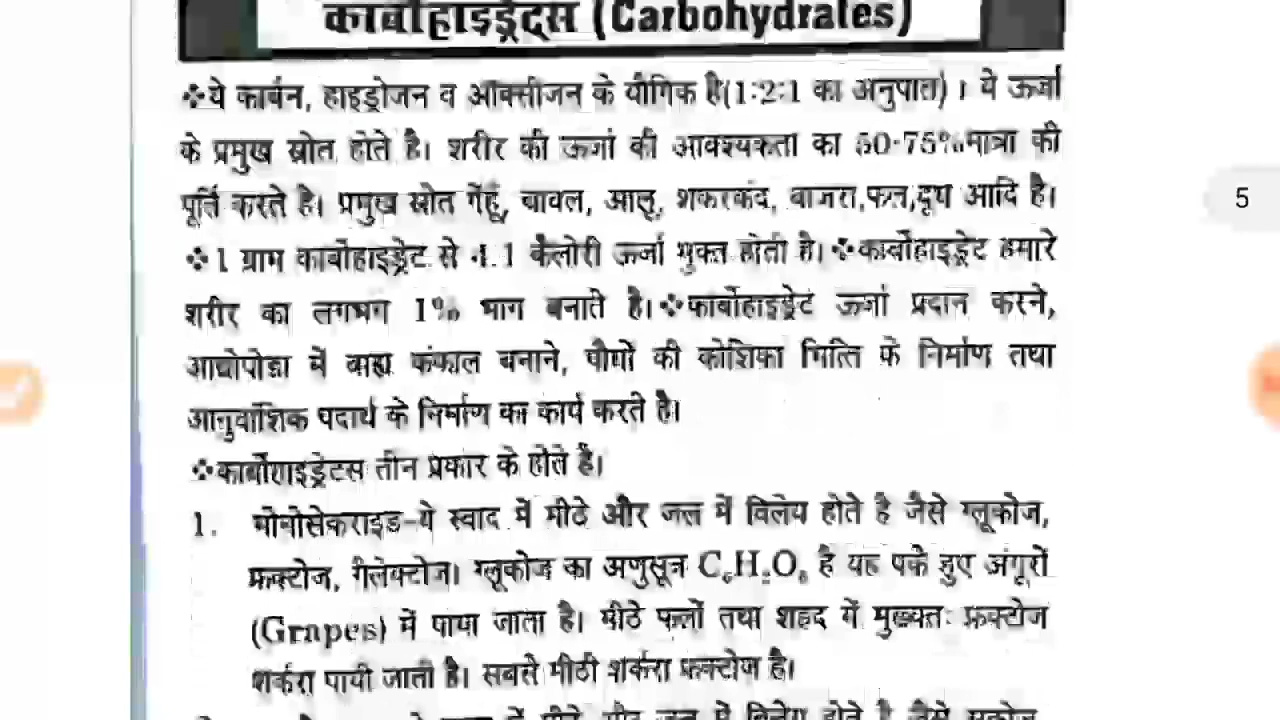 कार्बोहाइड्रेट्स (Carbohydrates)
❖ये कार्बन, हाइड्रोजन व ऑक्सीजन के यौगिक है(1:2:1 का अनुपात) । ये ऊर्जा
के प्रमुख स्रोत होते है। शरीर की ऊर्जा की आवश्यकता का 50-75%मात्रा की
पूर्ति करते है। प्रमुख स्रोत गेंहूं, चावल, आलू, शकरकंद, बाजरा,फल,दूध आदि है।
5
❖1 ग्राम कार्बोहाइड्रेट से 4.1 कैलोरी ऊर्जा मुक्त होती है। ❖कार्बोहाइड्रेट हमारे
शरीर का लगभग 1% भाग बनाते है।❖कार्बोहाइड्रेट ऊर्जा प्रदान करने,
आर्थोपोडा में बाह्य कंकाल बनाने, पौधों की कोशिका भित्ति के निर्माण तथा
आनुवांशिक पदार्थ के निर्माण का कार्य करते है।
❖कार्बोहाइड्रेटस तीन प्रकार के होते है।
1. मोनोसेकराइड-ये स्वाद में मीठे और जल में विलेय होते है जैसे ग्लूकोज,
फ्रक्टोज, गैलेक्टोज। ग्लूकोज का अणुसूत्र C₆H₁₂O₆ है यह पके हुए अंगूरों
(Grapes) में पाया जाता है। मीठे फलों तथा शहद में मुख्यतः फ्रक्टोज
शर्करा पायी जाती है। सबसे मीठी शर्करा फ्रक्टोज है।